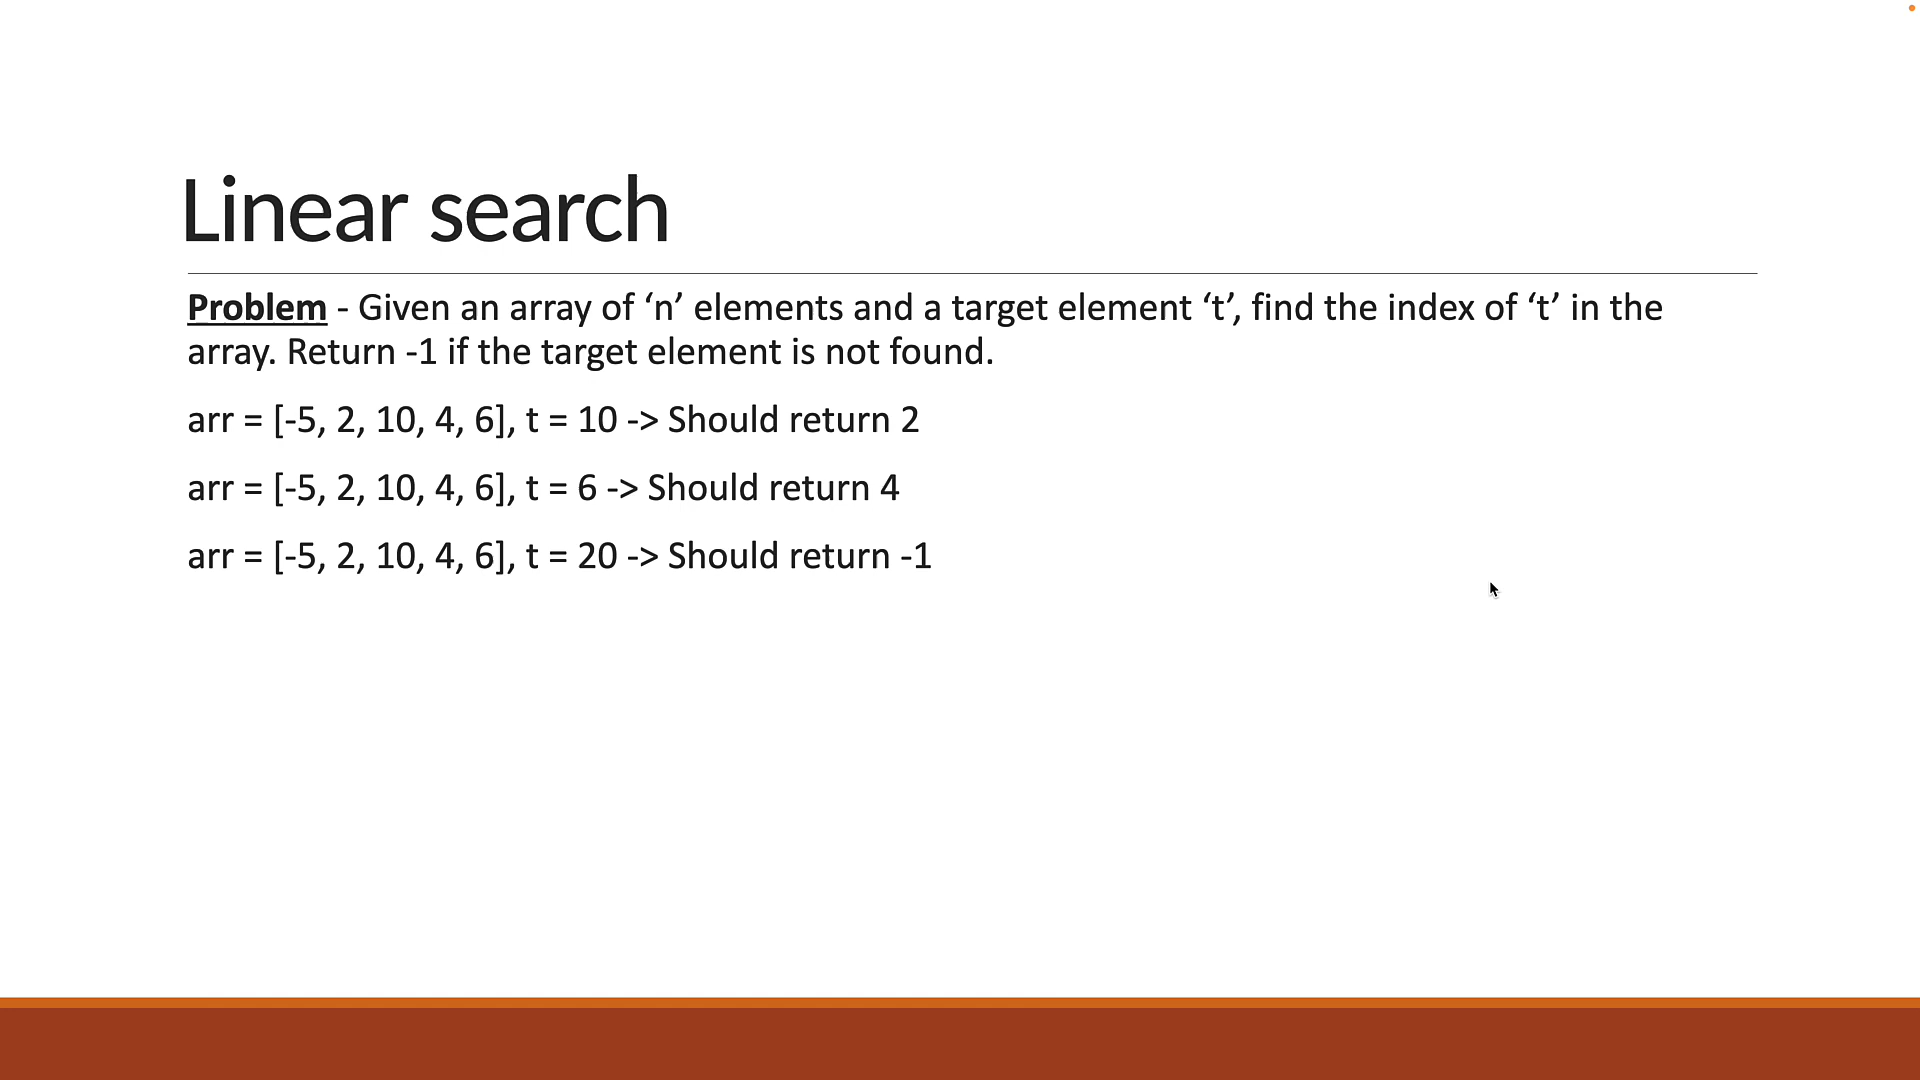 Linear search
Problem - Given an array of ‘n’ elements and a target element ‘t’, find the index of ‘t’ in the
array. Return -1 if the target element is not found.
arr = [-5, 2, 10, 4, 6], t = 10 -> Should return 2
arr = [-5, 2, 10, 4, 6], t = 6 -> Should return 4
arr = [-5, 2, 10, 4, 6], t = 20 -> Should return -1